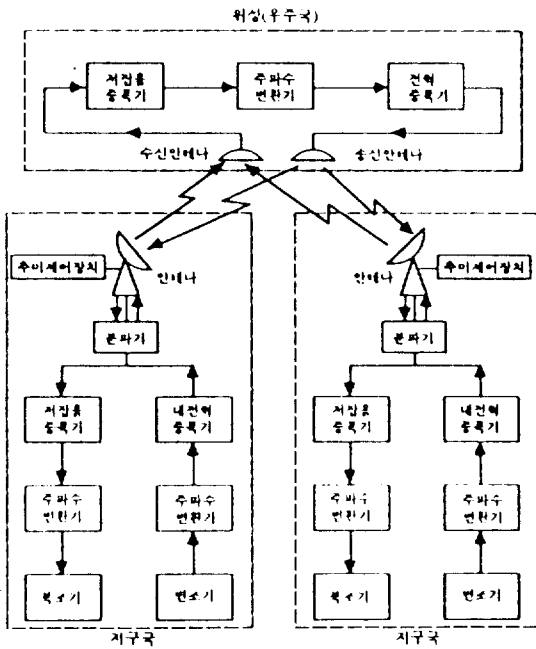 위성(우주국)
저잡음
증폭기
주파수
변환기
전력
증폭기
수신안테나
송신안테나
추미제어장치
안테나
분파기
저잡음
증폭기
대전력
증폭기
주파수
변환기
주파수
변환기
복조기
변조기
지구국
안테나
추미제어장치
분파기
저잡음
증폭기
대전력
증폭기
주파수
변환기
주파수
변환기
복조기
변조기
지구국